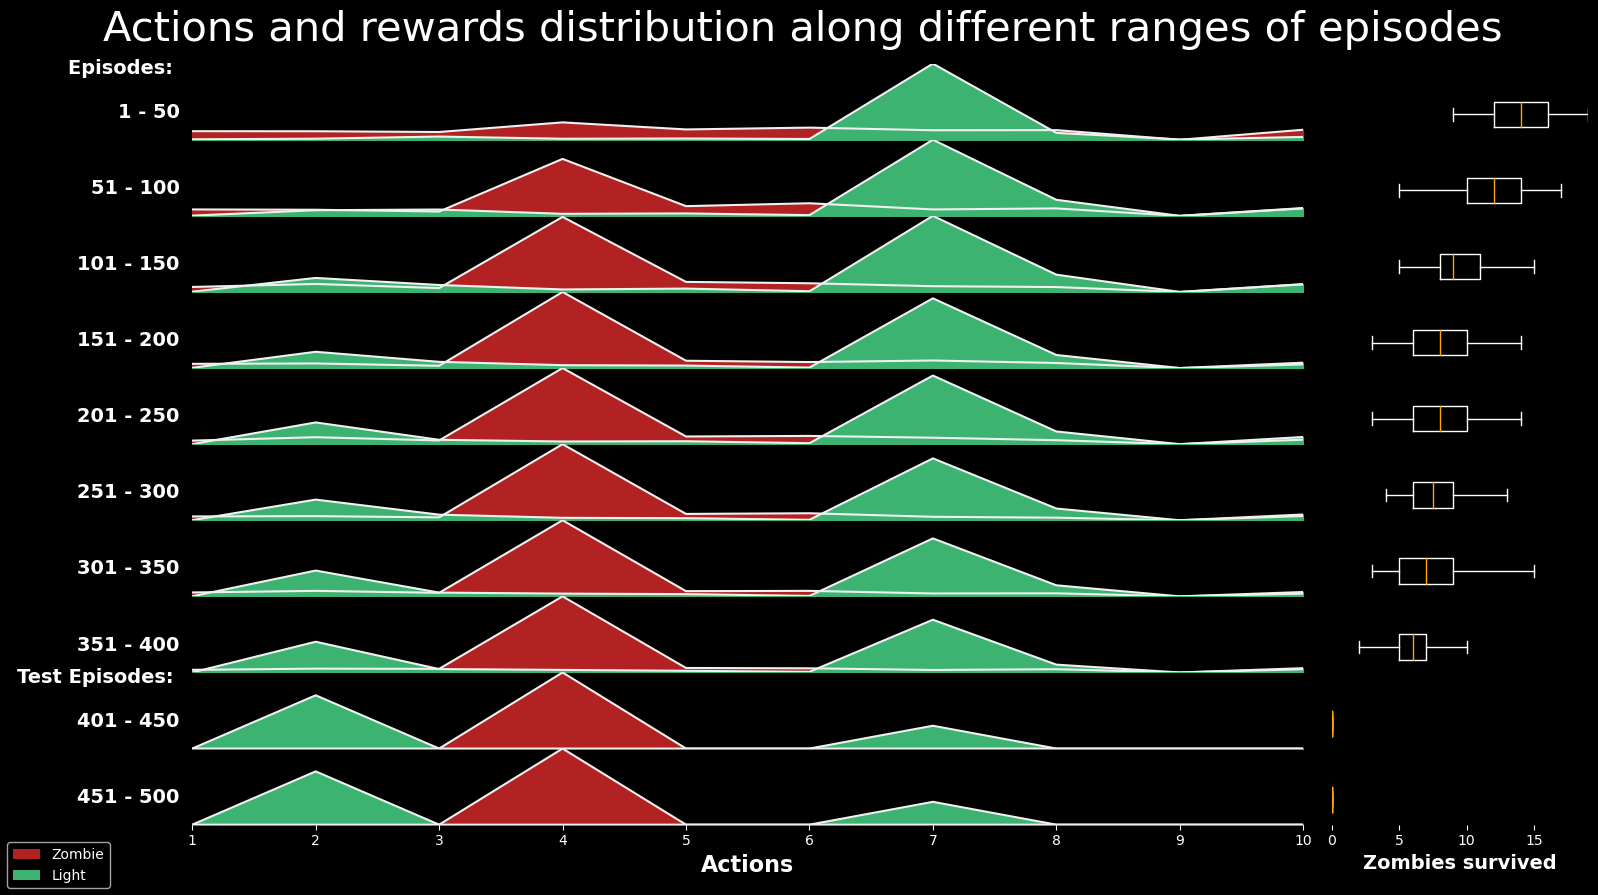 Actions and rewards distribution along different ranges of episodes
Episodes:
1 - 50
51 - 100
101 - 150
151 - 200
201 - 250
251 - 300
301 - 350
351 - 400
Test Episodes:
401 - 450
451 - 500
1 2 3 4 5 6 7 8 9 10
0 5 10 15
Actions
Zombies survived
Zombie
Light